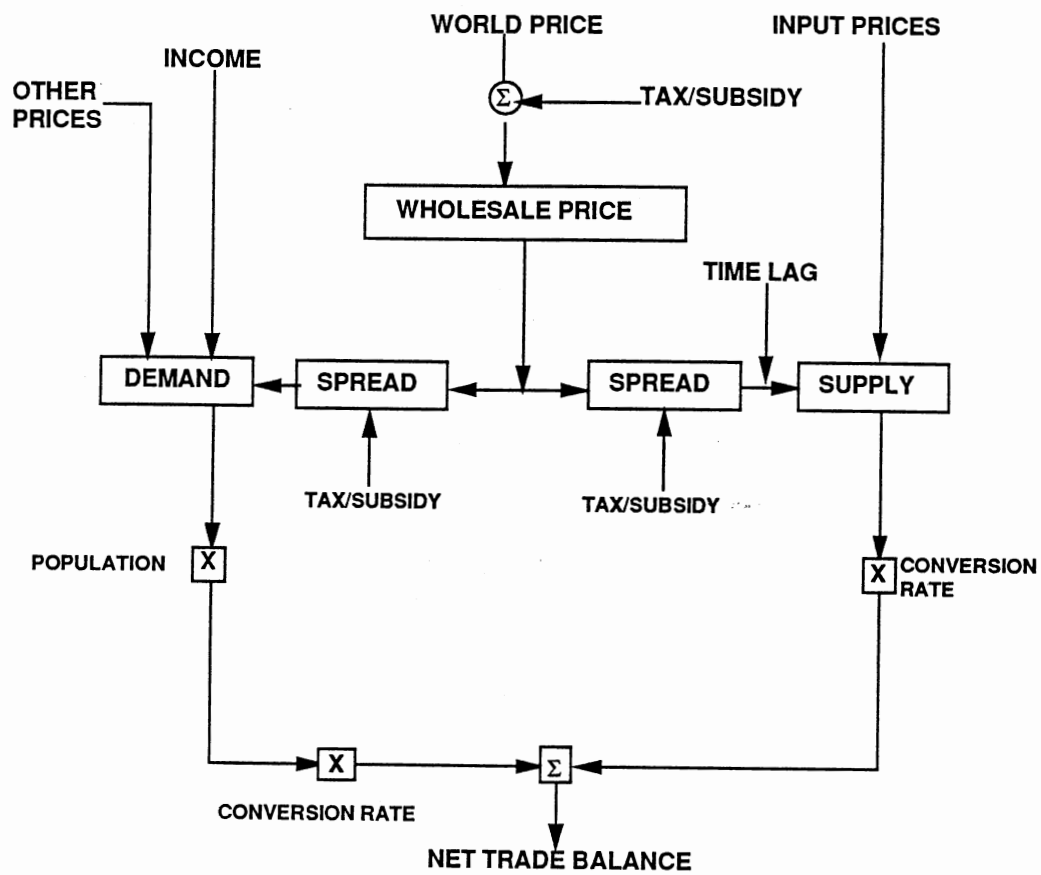 WORLD PRICE
INPUT PRICES
INCOME
OTHER
PRICES
Σ
TAX/SUBSIDY
WHOLESALE PRICE
TIME LAG
DEMAND
SPREAD
SPREAD
SUPPLY
TAX/SUBSIDY
TAX/SUBSIDY
POPULATION
X
X
CONVERSION
RATE
X
Σ
CONVERSION RATE
NET TRADE BALANCE